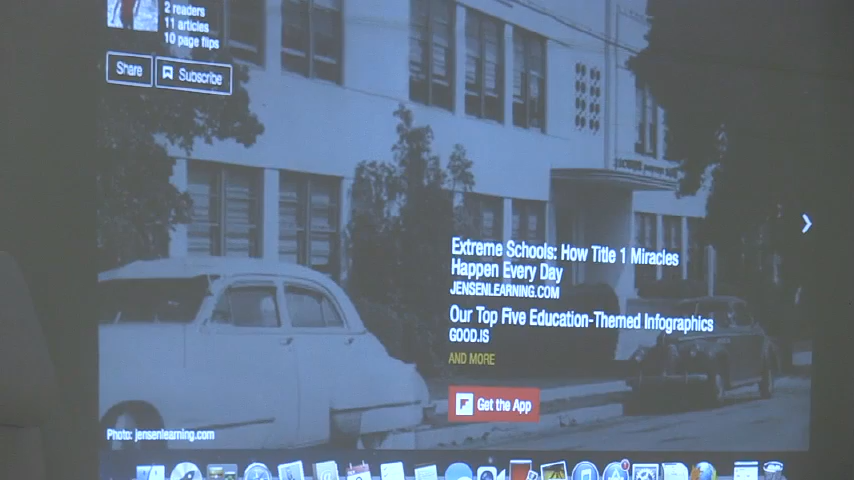 2 readers
11 articles
10 page flips
Share
Subscribe
Extreme Schools: How Title 1 Miracles
Happen Every Day
JENSENLEARNING.COM
Our Top Five Education-Themed Infographics
GOOD.IS
AND MORE
Get the App
Photo: jensenlearning.com